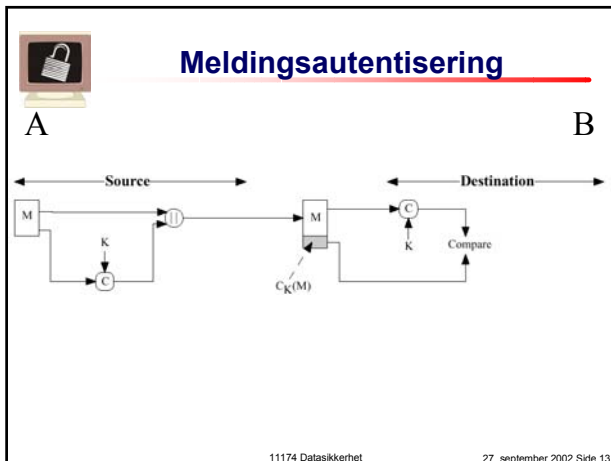 Meldingsautentisering
A B
Source Destination
M || M C
K K Compare
C
CK(M)
11174 Datasikkerhet 27. september 2002 Side 13